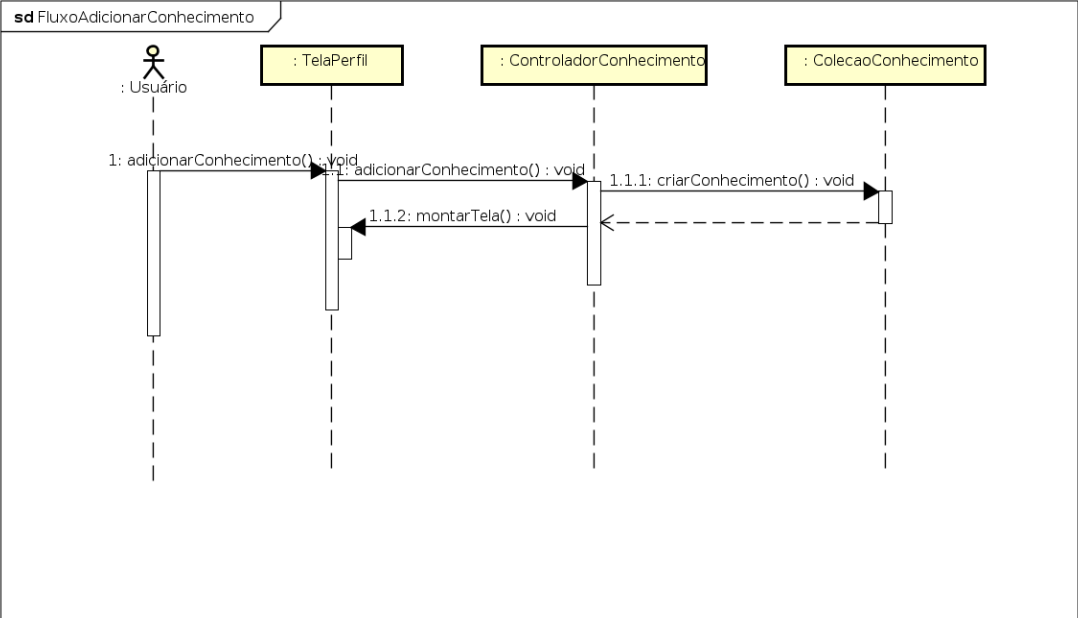 sd FluxoAdicionarConhecimento
: Usuário
: TelaPerfil
: ControladorConhecimento
: ColecaoConhecimento
1: adicionarConhecimento() : void
1.1: adicionarConhecimento() : void
1.1.1: criarConhecimento() : void
1.1.2: montarTela() : void